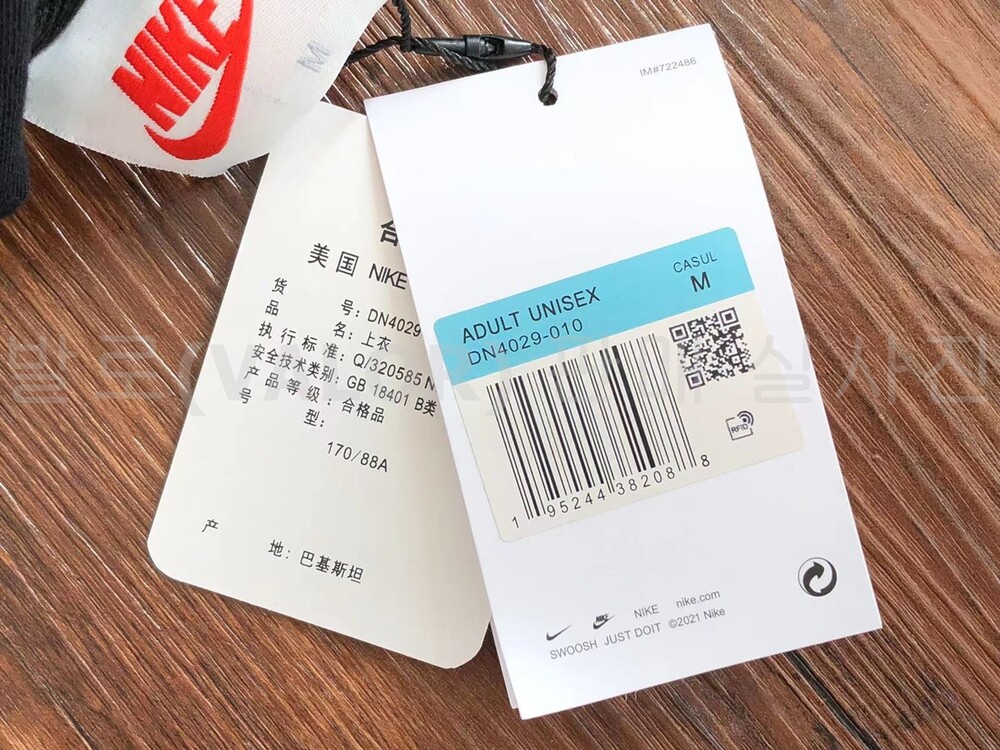 NIKE
M
IM#722486
合
美国 NIKE
货 号: DN4029
品 名: 上衣
执行标准: Q/320585 N
安全技术类别: GB 18401 B类
产品等级: 合格品
号 型:
170/88A
产 地: 巴基斯坦
CASUL
ADULT UNISEX M
DN4029-010
RFID
1 95244 38208 8
NIKE NIKE nike.com
SWOOSH JUST DOIT ©2021 Nike